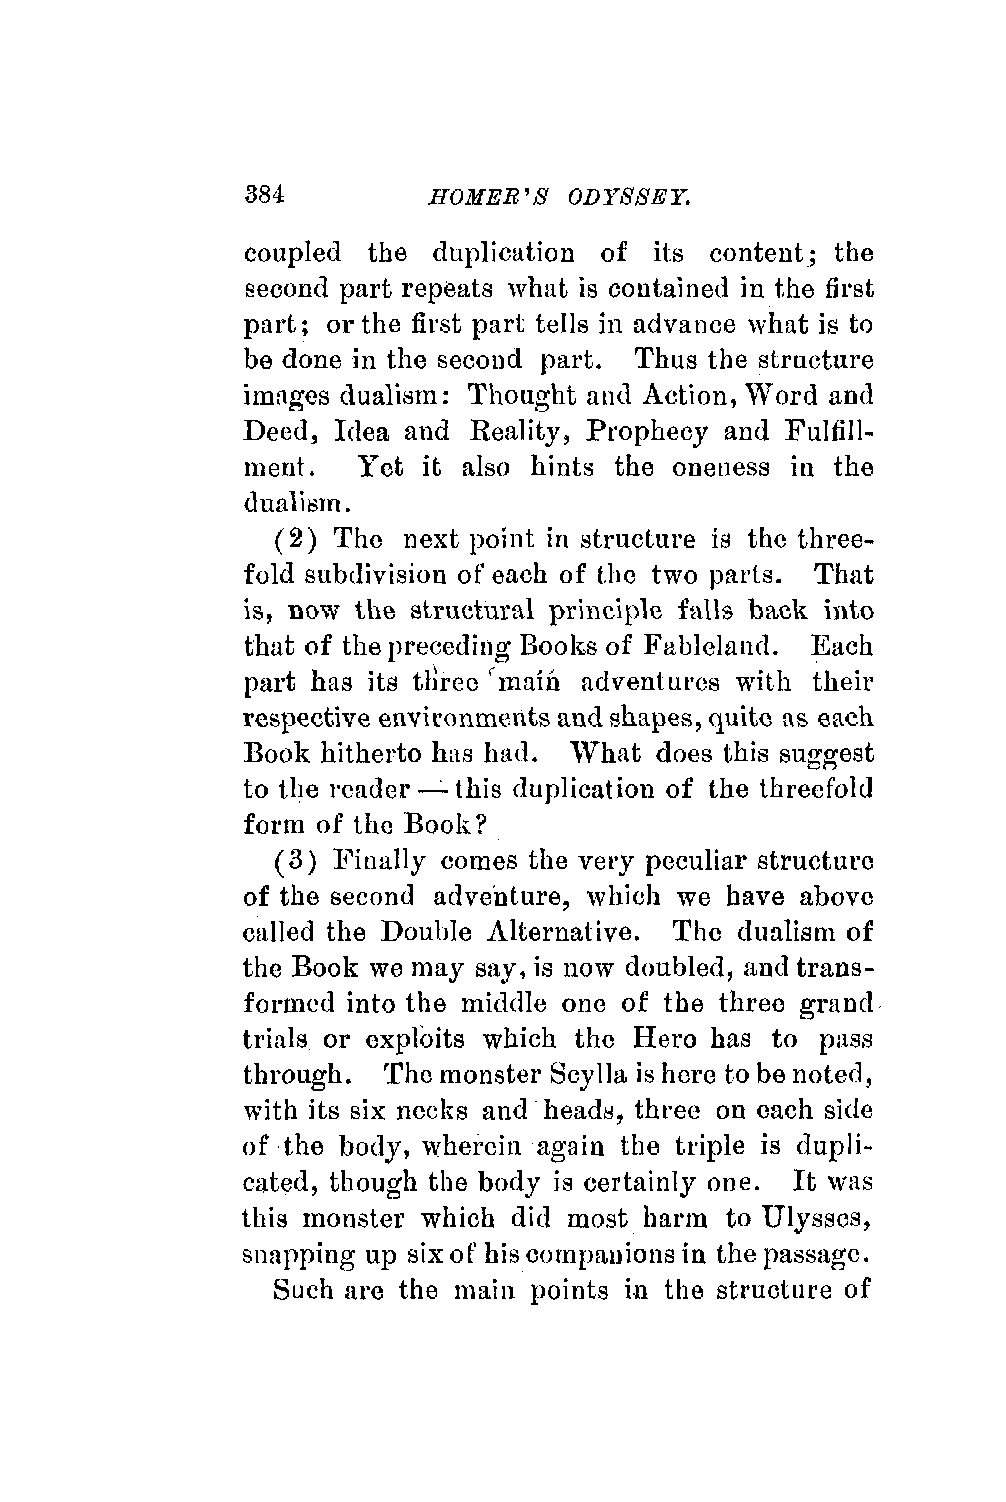 384 HOMER'S ODYSSEY.
coupled the duplication of its content; the
second part repeats what is contained in the first
part; or the first part tells in advance what is to
be done in the second part. Thus the structure
images dualism: Thought and Action, Word and
Deed, Idea and Reality, Prophecy and Fulfill-
ment. Yet it also hints the oneness in the
dualism.
(2) The next point in structure is the three-
fold subdivision of each of the two parts. That
is, now the structural principle falls back into
that of the preceding Books of Fableland. Each
part has its three main adventures with their
respective environments and shapes, quite as each
Book hitherto has had. What does this suggest
to the reader — this duplication of the threefold
form of the Book?
(3) Finally comes the very peculiar structure
of the second adventure, which we have above
called the Double Alternative. The dualism of
the Book we may say, is now doubled, and trans-
formed into the middle one of the three grand
trials or exploits which the Hero has to pass
through. The monster Scylla is here to be noted,
with its six necks and heads, three on each side
of the body, wherein again the triple is dupli-
cated, though the body is certainly one. It was
this monster which did most harm to Ulysses,
snapping up six of his companions in the passage.
Such are the main points in the structure of